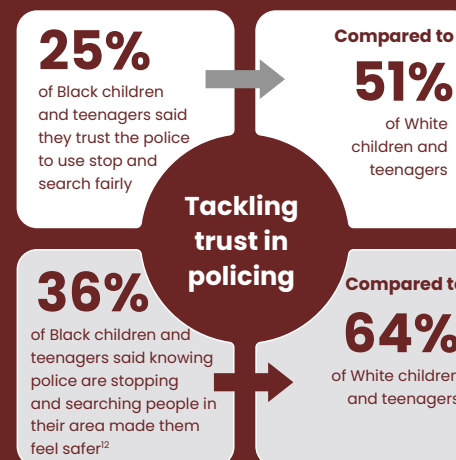 25%
of Black children
and teenagers said
they trust the police
to use stop and
search fairly
Compared to
51%
of White
children and
teenagers
Tackling
trust in
policing
36%
of Black children and
teenagers said knowing
police are stopping
and searching people in
their area made them
feel safer¹²
Compared to
64%
of White children
and teenagers